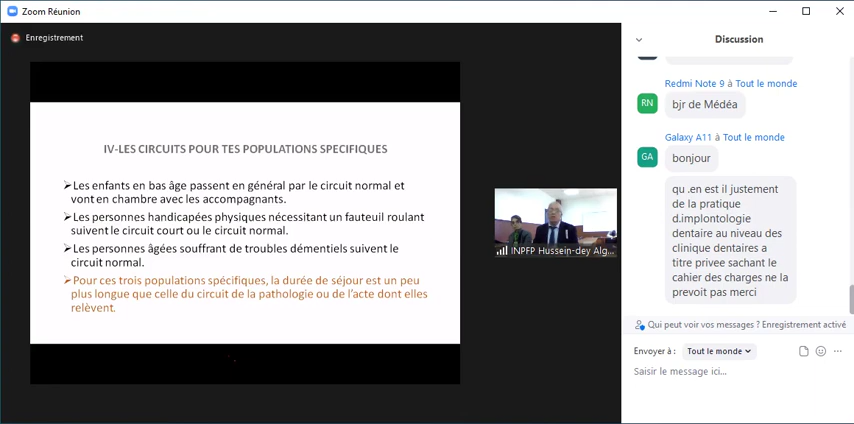 Zoom Réunion
Enregistrement
IV-LES CIRCUITS POUR TES POPULATIONS SPECIFIQUES
Les enfants en bas âge passent en général par le circuit normal et
vont en chambre avec les accompagnants.
Les personnes handicapées physiques nécessitant un fauteuil roulant
suivent le circuit court ou le circuit normal.
Les personnes âgées souffrant de troubles démentiels suivent le
circuit normal.
Pour ces trois populations spécifiques, la durée de séjour est un peu
plus longue que celle du circuit de la pathologie ou de l'acte dont elles
relèvent.
INPFP Hussein-dey Alg...
Discussion
Redmi Note 9 à Tout le monde
RN
bjr de Médéa
Galaxy A11 à Tout le monde
GA
bonjour
qu .en est il justement
de la pratique
d.implontologie
dentaire au niveau des
clinique dentaires a
titre privee sachant le
cahier des charges ne la
prevoit pas merci
Qui peut voir vos messages ? Enregistrement activé
Envoyer à : Tout le monde
Saisir le message ici...